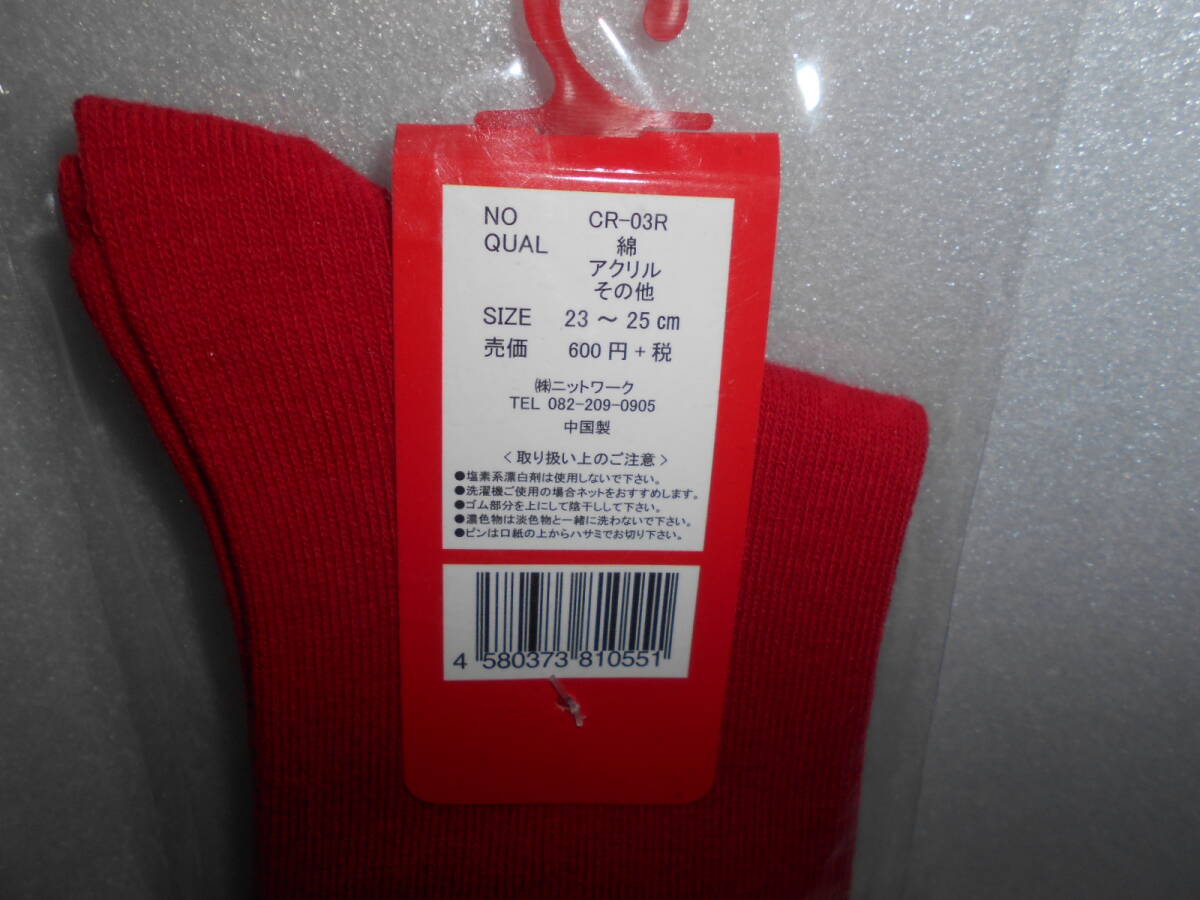 NO CR-03R
QUAL 綿
アクリル
その他
SIZE 23 ～ 25 cm
売価 600 円 + 税
㈱ニットワーク
TEL 082-209-0905
中国製
〈 取り扱い上のご注意 〉
●塩素系漂白剤は使用しないで下さい。
●洗濯機ご使用の場合ネットをおすすめします。
●ゴム部分を上にして陰干しして下さい。
●濃色物は淡色物と一緒に洗わないで下さい。
●ピンは口紙の上からハサミでお切り下さい。
4 580373 810551